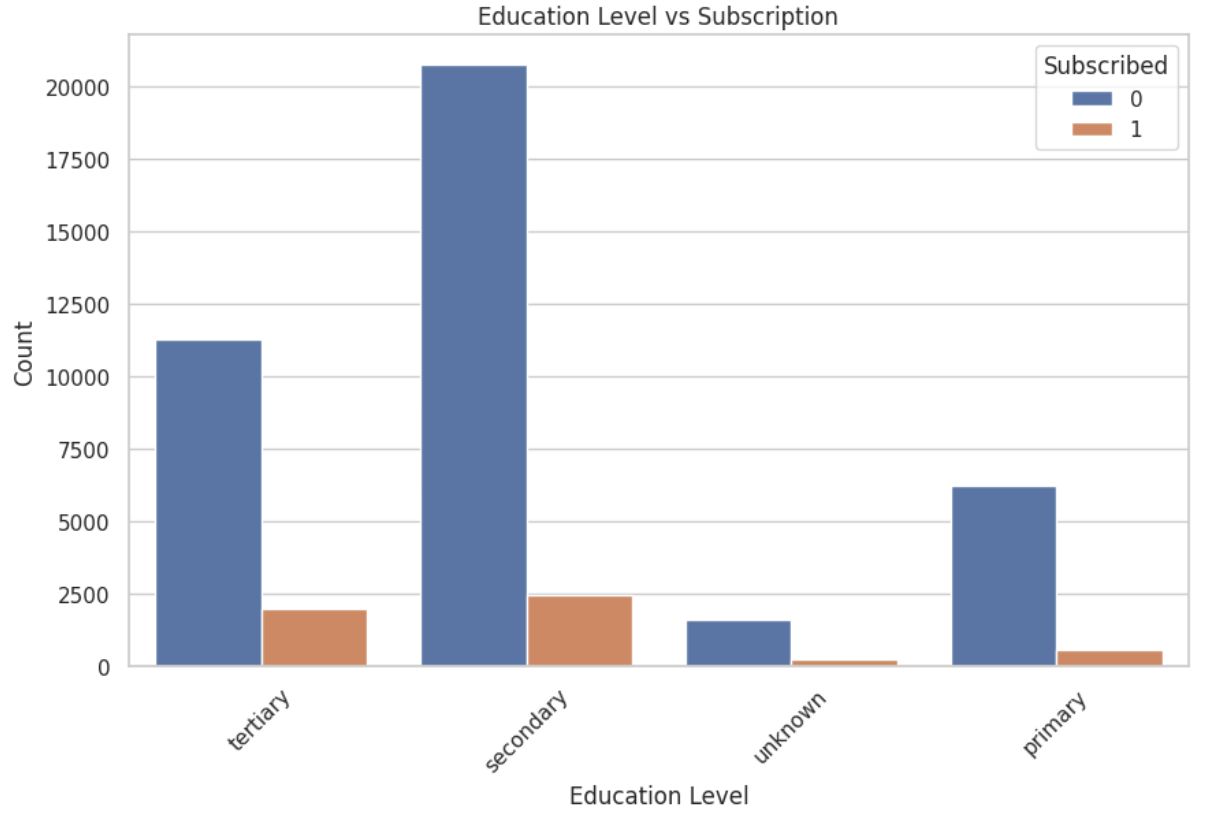 Education Level vs Subscription
Subscribed
0
1
20000
17500
15000
12500
10000
7500
5000
2500
0
Count
tertiary
secondary
unknown
primary
Education Level